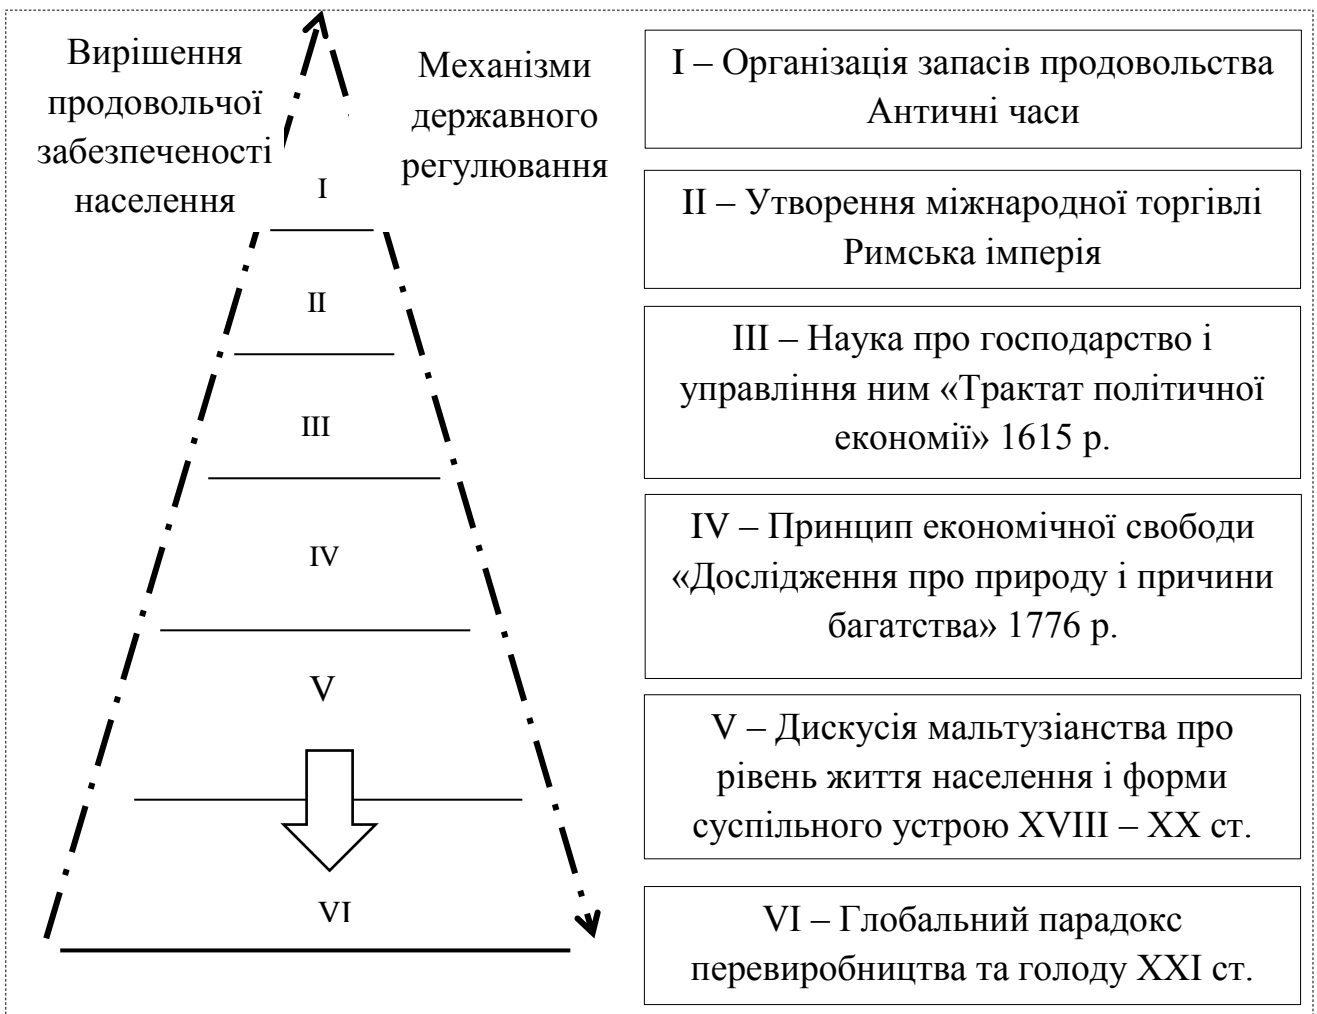 Вирішення
продовольчої
забезпеченості
населення
Механізми
державного
регулювання
I
II
III
IV
V
VI
I – Організація запасів продовольства
Античні часи
II – Утворення міжнародної торгівлі
Римська імперія
III – Наука про господарство і
управління ним «Трактат політичної
економії» 1615 р.
IV – Принцип економічної свободи
«Дослідження про природу і причини
багатства» 1776 р.
V – Дискусія мальтузіанства про
рівень життя населення і форми
суспільного устрою XVIII – XX ст.
VI – Глобальний парадокс
перевиробництва та голоду XXI ст.